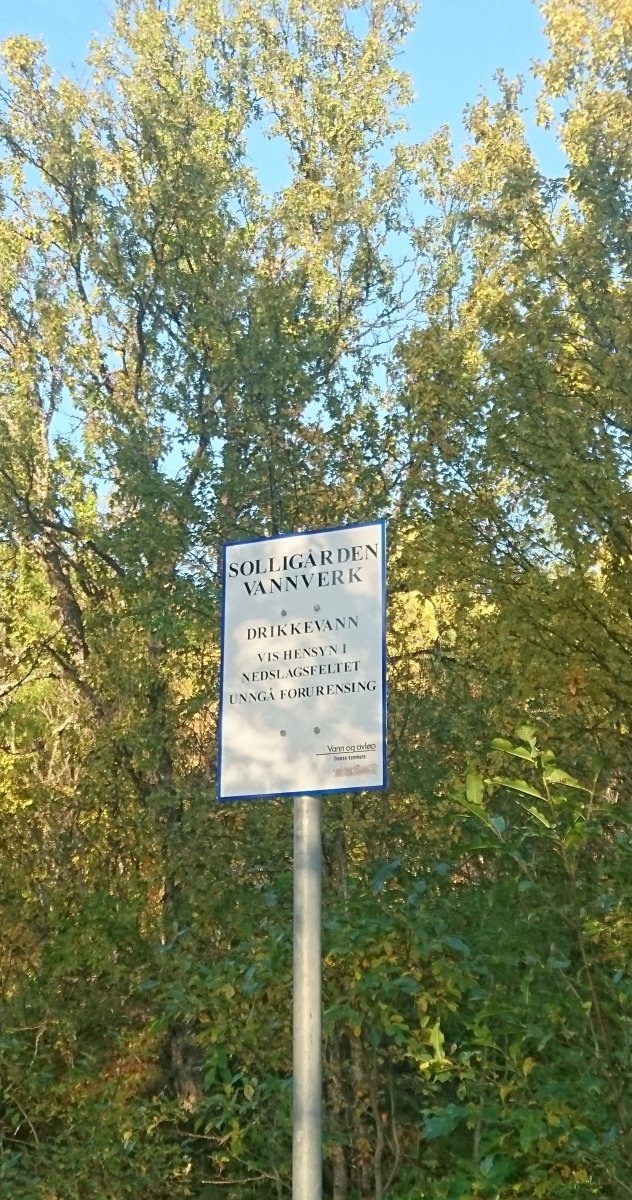 SOLLIGÅRDEN
VANNVERK
DRIKKEVANN
VIS HENSYN I
NEDSLAGSFELTET
UNNGÅ FORURENSING
Vann og avløp
Tromsø kommune